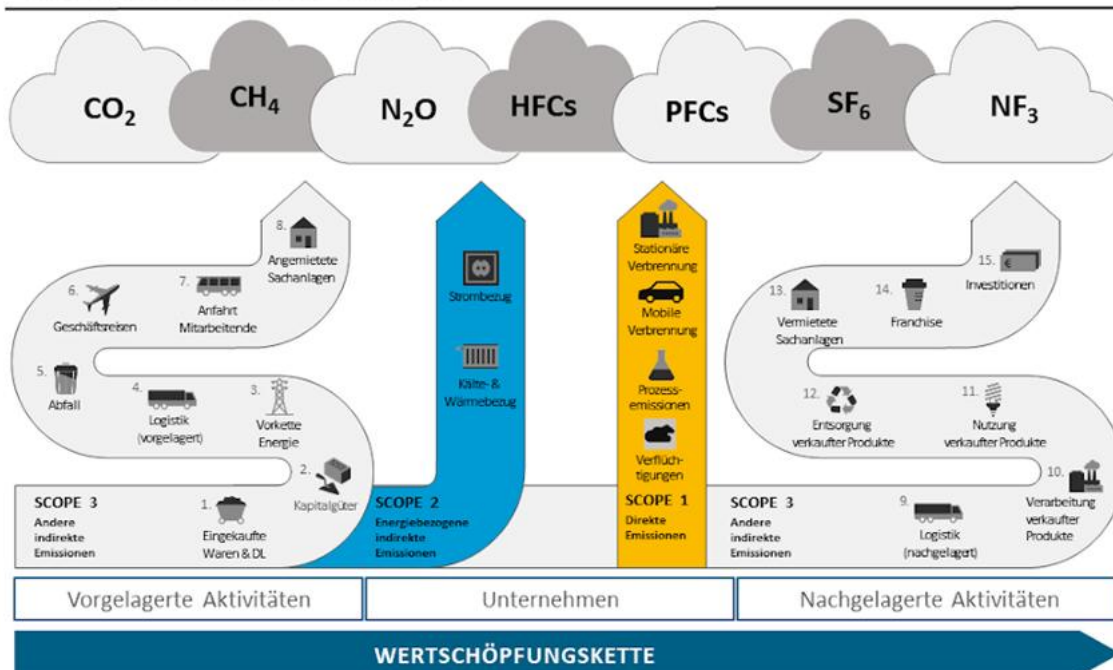 CO₂
CH₄
N₂O
HFCs
PFCs
SF₆
NF₃
8.
Angemietete
Sachanlagen
7.
Anfahrt
Mitarbeitende
6.
Geschäftsreisen
5.
Abfall
4.
Logistik
(vorgelagert)
3.
Vorkette
Energie
2.
Kapitalgüter
1.
Eingekaufte
Waren & DL
SCOPE 3
Andere
indirekte
Emissionen
Strombezug
Kälte- &
Wärmebezug
SCOPE 2
Energiebezogene
indirekte
Emissionen
Stationäre
Verbrennung
Mobile
Verbrennung
Prozess-
emissionen
Verflüch-
tigungen
SCOPE 1
Direkte
Emissionen
15.
€
Investitionen
14.
Franchise
13.
Vermietete
Sachanlagen
12.
Entsorgung
verkaufter Produkte
11.
Nutzung
verkaufter Produkte
10.
Verarbeitung
verkaufter
Produkte
9.
Logistik
(nachgelagert)
SCOPE 3
Andere
indirekte
Emissionen
Vorgelagerte Aktivitäten
Unternehmen
Nachgelagerte Aktivitäten
WERTSCHÖPFUNGSKETTE